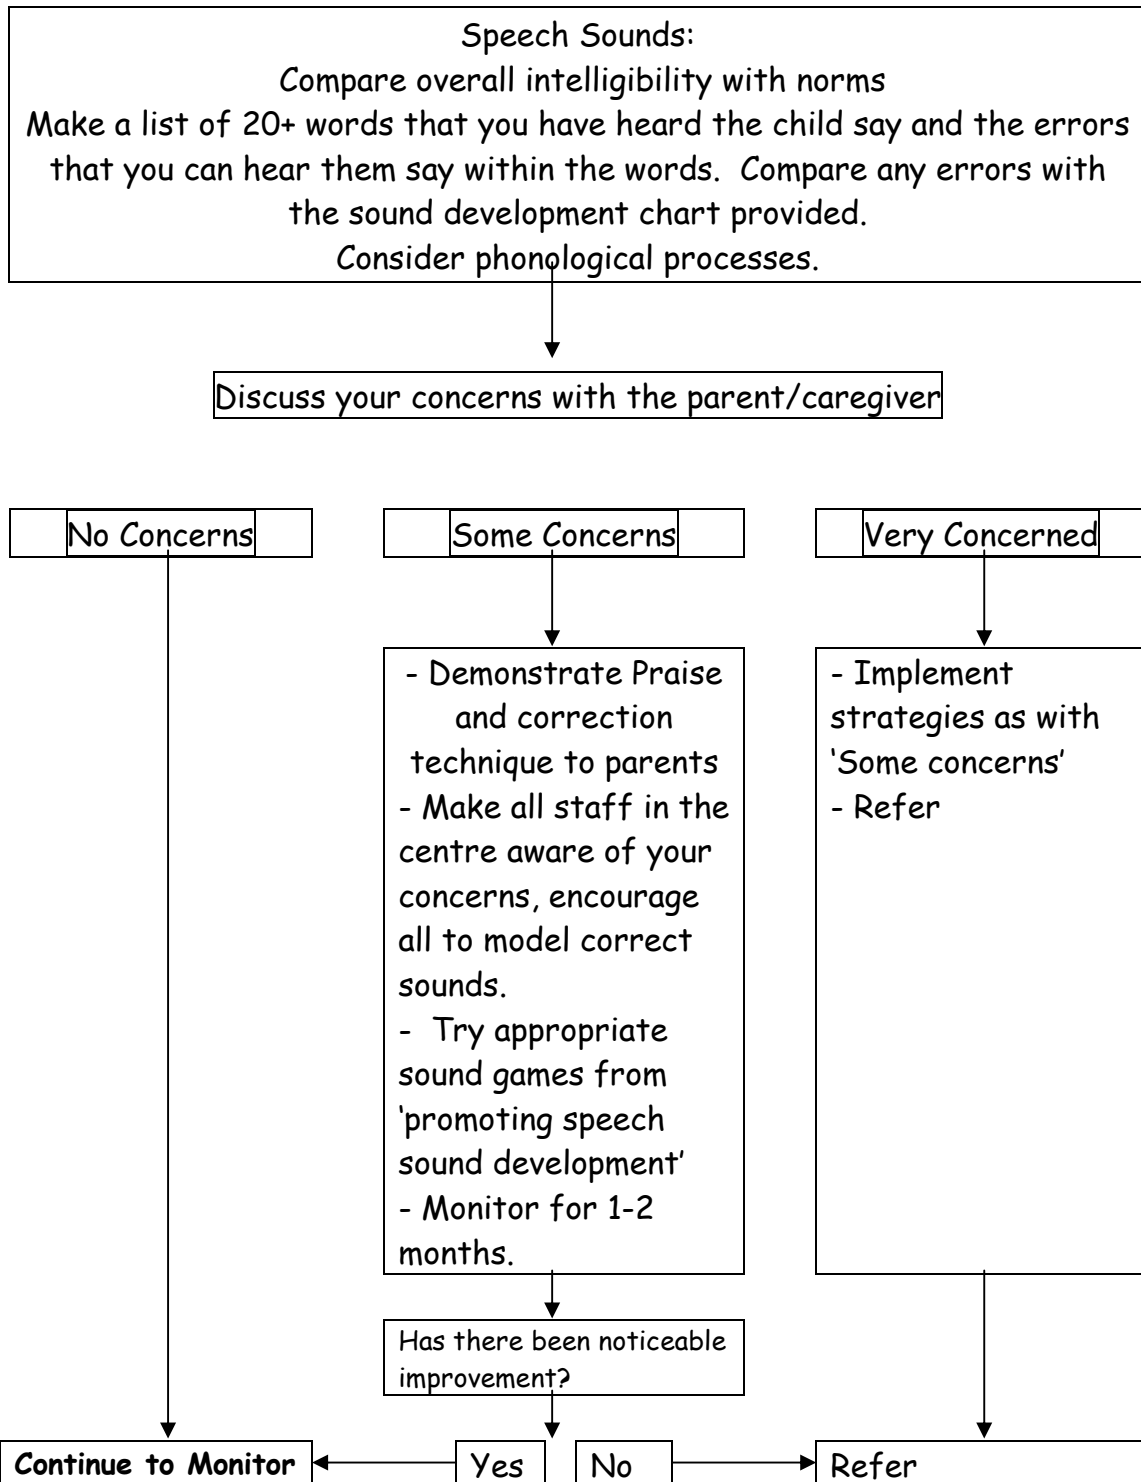 Speech Sounds:
Compare overall intelligibility with norms
Make a list of 20+ words that you have heard the child say and the errors
that you can hear them say within the words.  Compare any errors with
the sound development chart provided.
Consider phonological processes.
Discuss your concerns with the parent/caregiver
No Concerns
Some Concerns
Very Concerned
- Demonstrate Praise
and correction
technique to parents
- Make all staff in the
centre aware of your
concerns, encourage
all to model correct
sounds.
-  Try appropriate
sound games from
‘promoting speech
sound development’
- Monitor for 1-2
months.
- Implement
strategies as with
‘Some concerns’
- Refer
Has there been noticeable
improvement?
Continue to Monitor
Yes
No
Refer